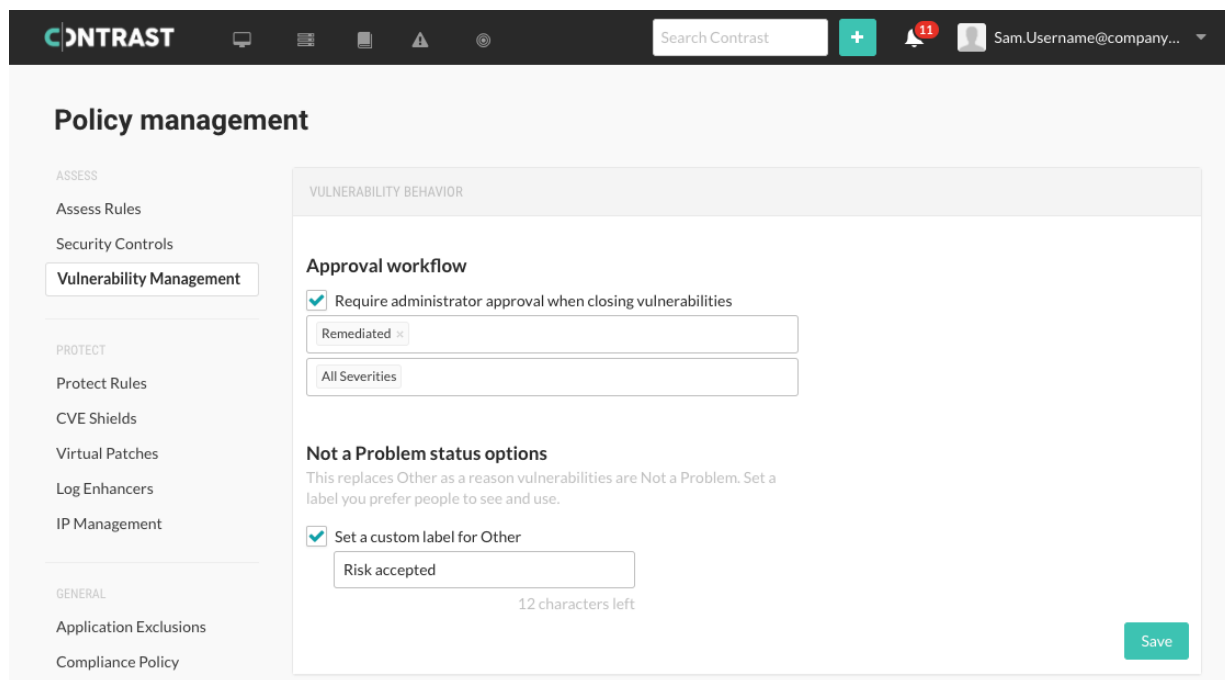 CONTRAST
Search Contrast
+
11
Sam.Username@company...
Policy management
ASSESS
Assess Rules
Security Controls
Vulnerability Management
PROTECT
Protect Rules
CVE Shields
Virtual Patches
Log Enhancers
IP Management
GENERAL
Application Exclusions
Compliance Policy
VULNERABILITY BEHAVIOR
Approval workflow
Require administrator approval when closing vulnerabilities
Remediated ×
All Severities
Not a Problem status options
This replaces Other as a reason vulnerabilities are Not a Problem. Set a
label you prefer people to see and use.
Set a custom label for Other
Risk accepted
12 characters left
Save